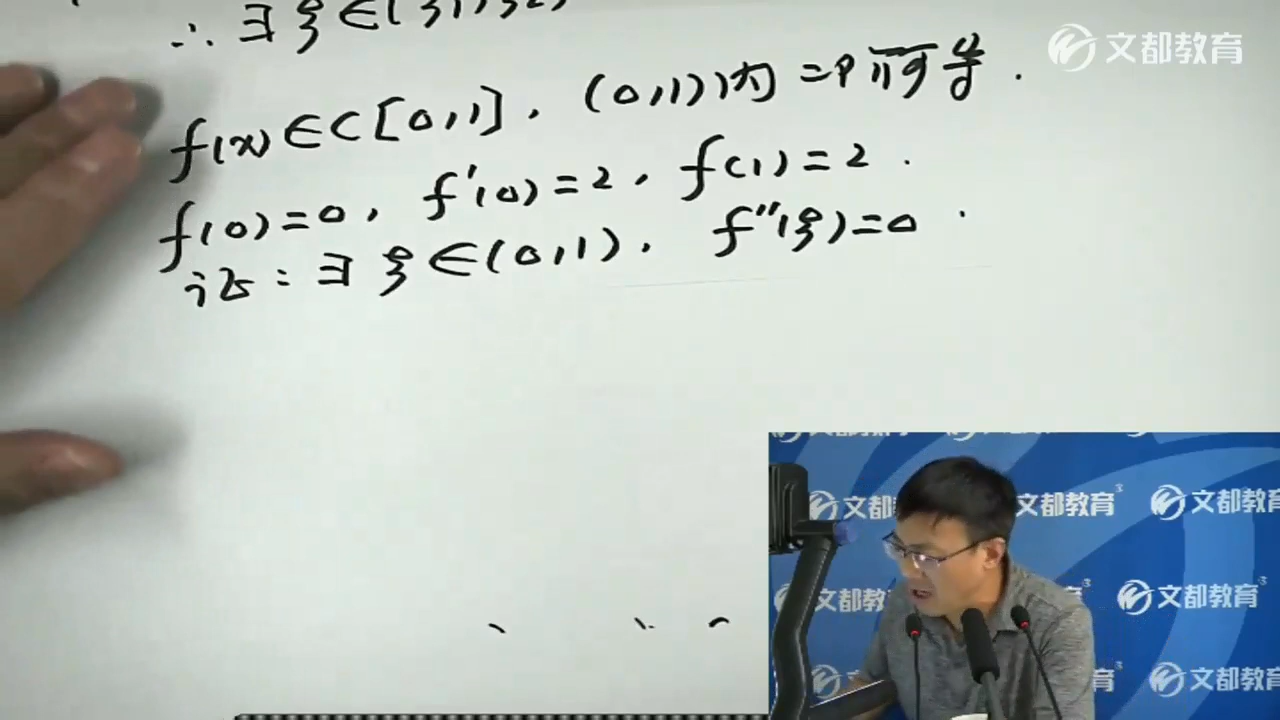 ∴ ∃ ξ ∈ (ξ1, ξ2)
f(x) ∈ C [0,1], (0,1)内 二阶可导.
f(0)=0, f′(0)=2, f(1)=2.
证: ∃ ξ ∈ (0,1), f″(ξ)=0.
文都教育
文都教育
文都教育
文都教育
文都教育
文都教育